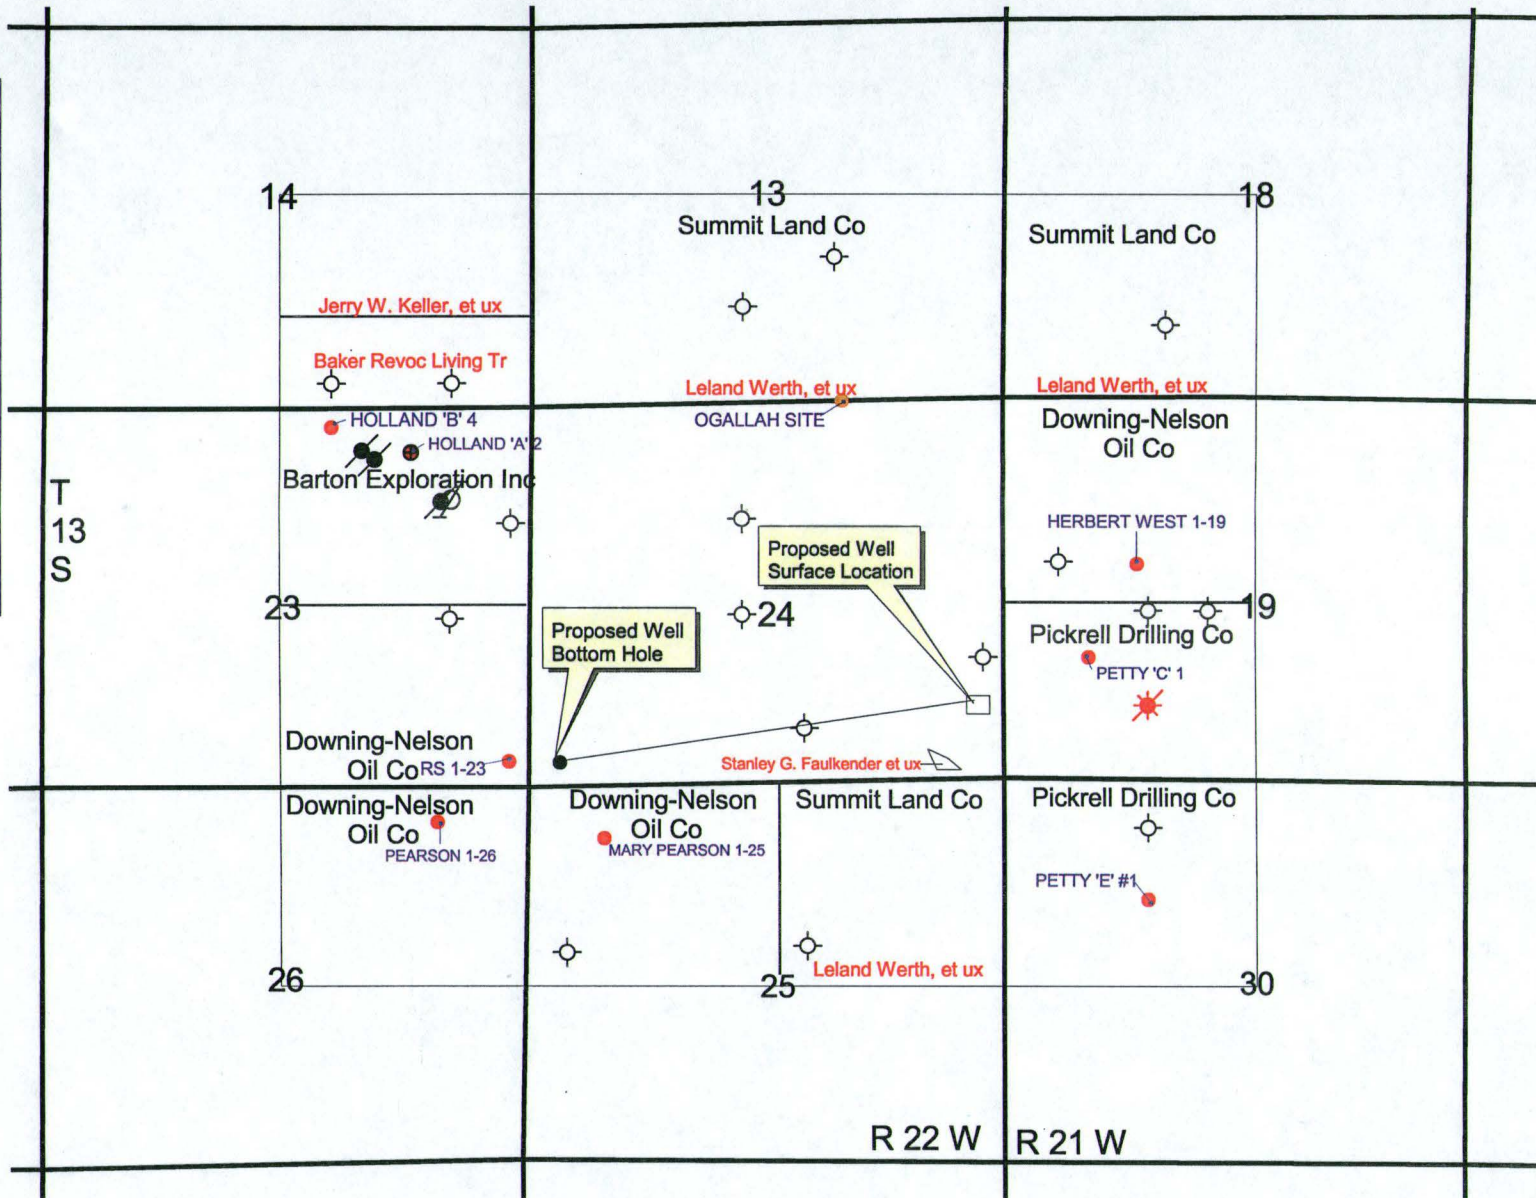 14
13
18
Summit Land Co
Summit Land Co
Jerry W. Keller, et ux
Baker Revoc Living Tr
Leland Werth, et ux
Leland Werth, et ux
HOLLAND 'B' 4
OGALLAH SITE
Downing-Nelson
Oil Co
HOLLAND 'A' 2
Barton Exploration Inc
T
13
S
HERBERT WEST 1-19
Proposed Well
Surface Location
23
24
19
Proposed Well
Bottom Hole
Pickrell Drilling Co
PETTY 'C' 1
Downing-Nelson
Oil Co
RS 1-23
Stanley G. Faulkender et ux
Downing-Nelson
Oil Co
PEARSON 1-26
Downing-Nelson
Oil Co
MARY PEARSON 1-25
Summit Land Co
Pickrell Drilling Co
PETTY 'E' #1
Leland Werth, et ux
26
25
30
R 22 W
R 21 W